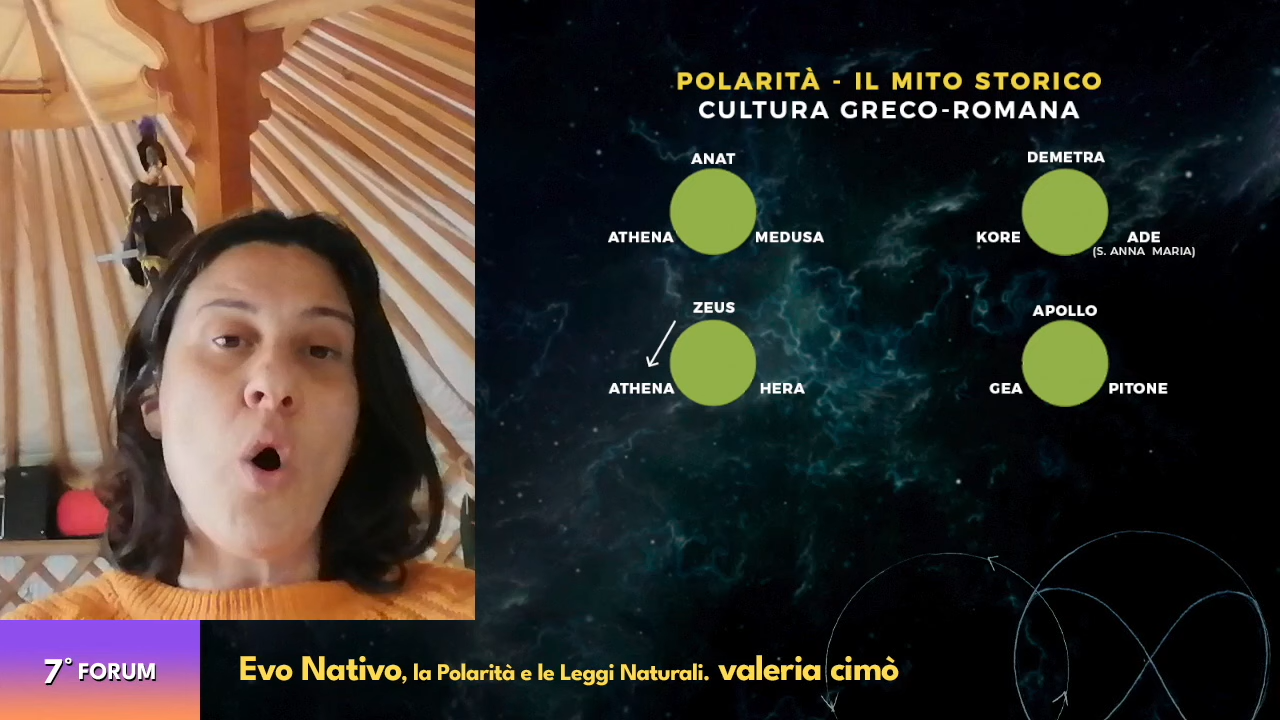 POLARITÀ - IL MITO STORICO
CULTURA GRECO-ROMANA
ANAT
ATHENA
MEDUSA
DEMETRA
KORE
ADE
(S. ANNA MARIA)
ZEUS
ATHENA
HERA
APOLLO
GEA
PITONE
7° FORUM
Evo Nativo, la Polarità e le Leggi Naturali. valeria cimò